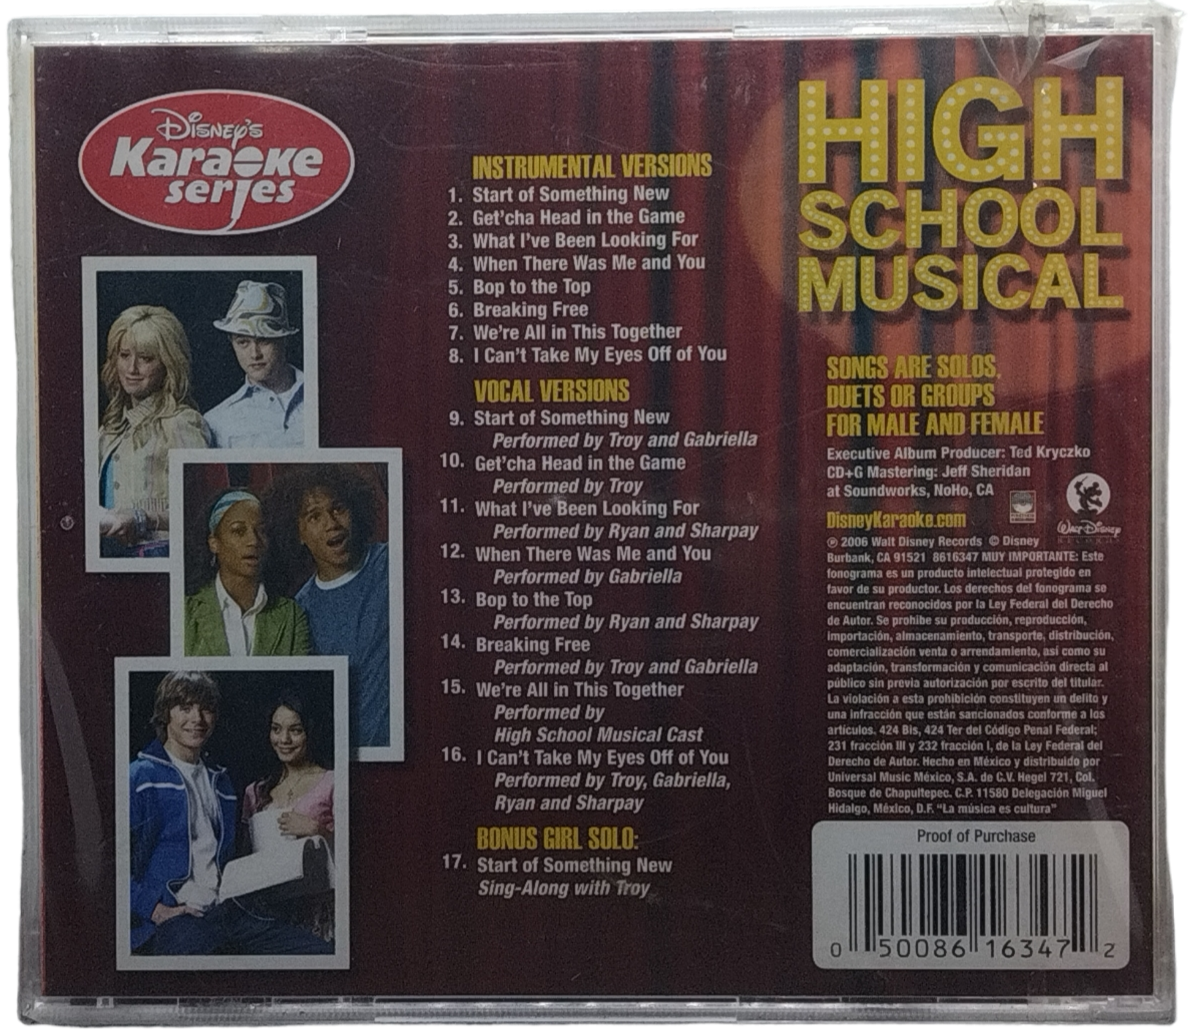 Disney's
Karaoke
series
INSTRUMENTAL VERSIONS
1. Start of Something New
2. Get'cha Head in the Game
3. What I've Been Looking For
4. When There Was Me and You
5. Bop to the Top
6. Breaking Free
7. We're All in This Together
8. I Can't Take My Eyes Off of You
VOCAL VERSIONS
9. Start of Something New
Performed by Troy and Gabriella
10. Get'cha Head in the Game
Performed by Troy
11. What I've Been Looking For
Performed by Ryan and Sharpay
12. When There Was Me and You
Performed by Gabriella
13. Bop to the Top
Performed by Ryan and Sharpay
14. Breaking Free
Performed by Troy and Gabriella
15. We're All in This Together
Performed by
High School Musical Cast
16. I Can't Take My Eyes Off of You
Performed by Troy, Gabriella,
Ryan and Sharpay
BONUS GIRL SOLO:
17. Start of Something New
Sing-Along with Troy
HIGH
SCHOOL
MUSICAL
SONGS ARE SOLOS,
DUETS OR GROUPS
FOR MALE AND FEMALE
Executive Album Producer: Ted Kryczko
CD+G Mastering: Jeff Sheridan
at Soundworks, NoHo, CA
DisneyKaraoke.com
Walt Disney
RECORDS
℗ 2006 Walt Disney Records © Disney
Burbank, CA 91521 8616347 MUY IMPORTANTE: Este
fonograma es un producto intelectual protegido en
favor de su productor. Los derechos del fonograma se
encuentran reconocidos por la Ley Federal del Derecho
de Autor. Se prohibe su producción, reproducción,
importación, almacenamiento, transporte, distribución,
comercialización venta o arrendamiento, así como su
adaptación, transformación y comunicación directa al
público sin previa autorización por escrito del titular.
La violación a esta prohibición constituyen un delito y
una infracción que están sancionados conforme a los
artículos. 424 Bis, 424 Ter del Código Penal Federal;
231 fracción III y 232 fracción I, de la Ley Federal del
Derecho de Autor. Hecho en México y distribuido por
Universal Music México, S.A. de C.V. Hegel 721, Col.
Bosque de Chapultepec. C.P. 11580 Delegación Miguel
Hidalgo, México, D.F. "La música es cultura"
Proof of Purchase
0 50086 16347 2